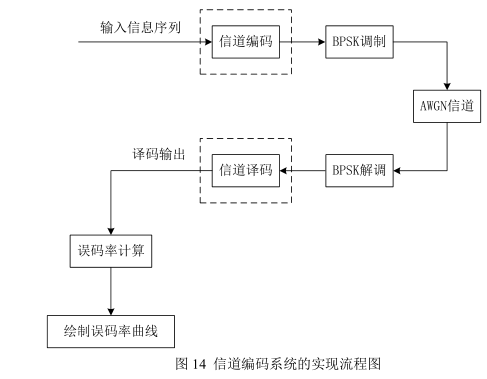 输入信息序列
信道编码
BPSK调制
AWGN信道
译码输出
信道译码
BPSK解调
误码率计算
绘制误码率曲线
图 14 信道编码系统的实现流程图